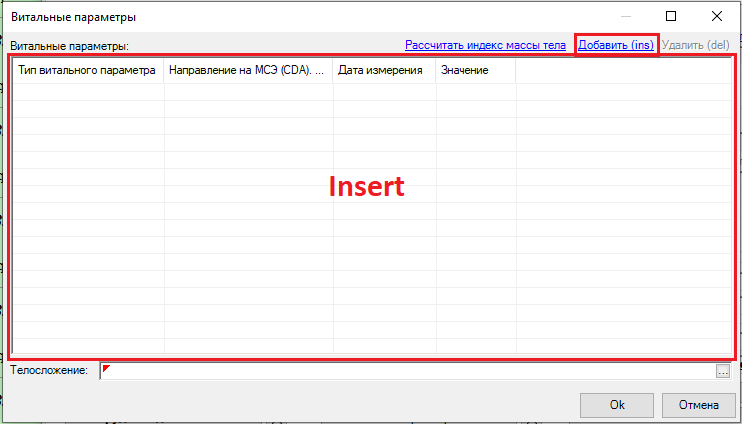 Витальные параметры
Витальные параметры: Рассчитать индекс массы тела Добавить (ins) Удалить (del)
Тип витального параметра Направление на МСЭ (CDA). ... Дата измерения Значение
Insert
Телосложение: ...
Ok Отмена